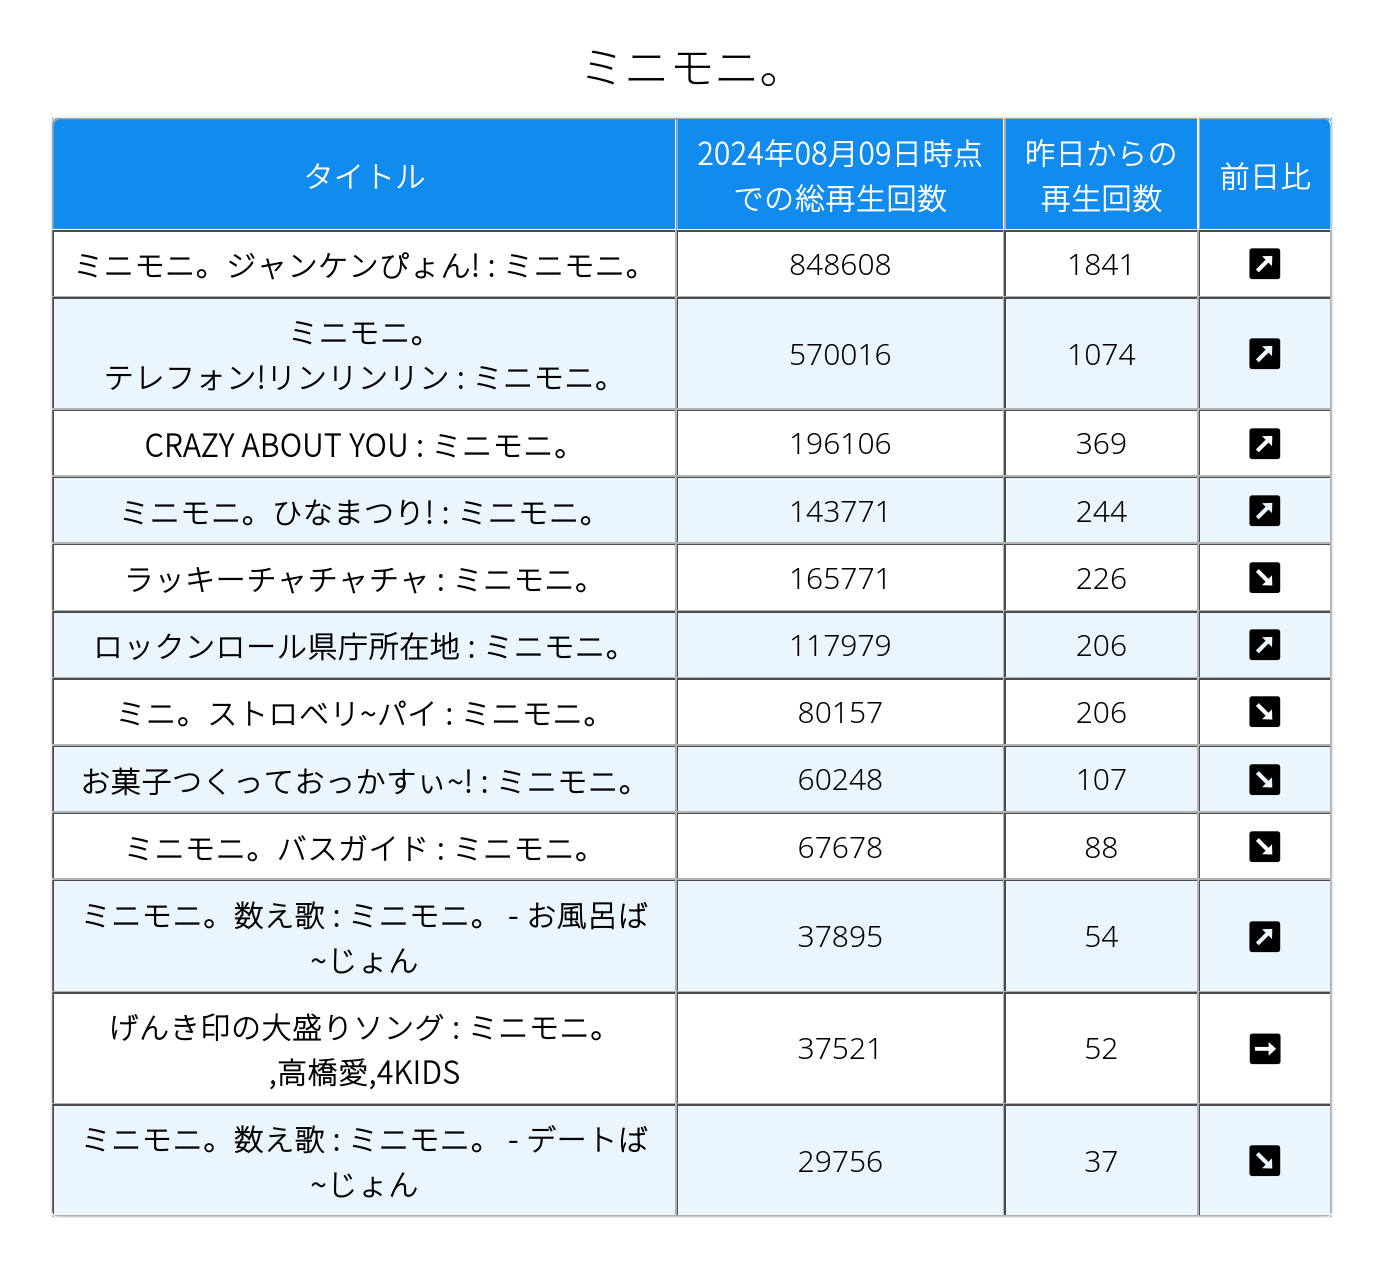 ミニモニ。
タイトル
2024年08月09日時点
での総再生回数
昨日からの
再生回数
前日比
ミニモニ。ジャンケンぴょん! : ミニモニ。
848608
1841
ミニモニ。
テレフォン!リンリンリン : ミニモニ。
570016
1074
CRAZY ABOUT YOU : ミニモニ。
196106
369
ミニモニ。ひなまつり! : ミニモニ。
143771
244
ラッキーチャチャチャ : ミニモニ。
165771
226
ロックンロール県庁所在地 : ミニモニ。
117979
206
ミニ。ストロベリ~パイ : ミニモニ。
80157
206
お菓子つくっておっかすぃ~! : ミニモニ。
60248
107
ミニモニ。バスガイド : ミニモニ。
67678
88
ミニモニ。数え歌 : ミニモニ。 - お風呂ば
~じょん
37895
54
げんき印の大盛りソング : ミニモニ。
,高橋愛,4KIDS
37521
52
ミニモニ。数え歌 : ミニモニ。 - デートば
~じょん
29756
37